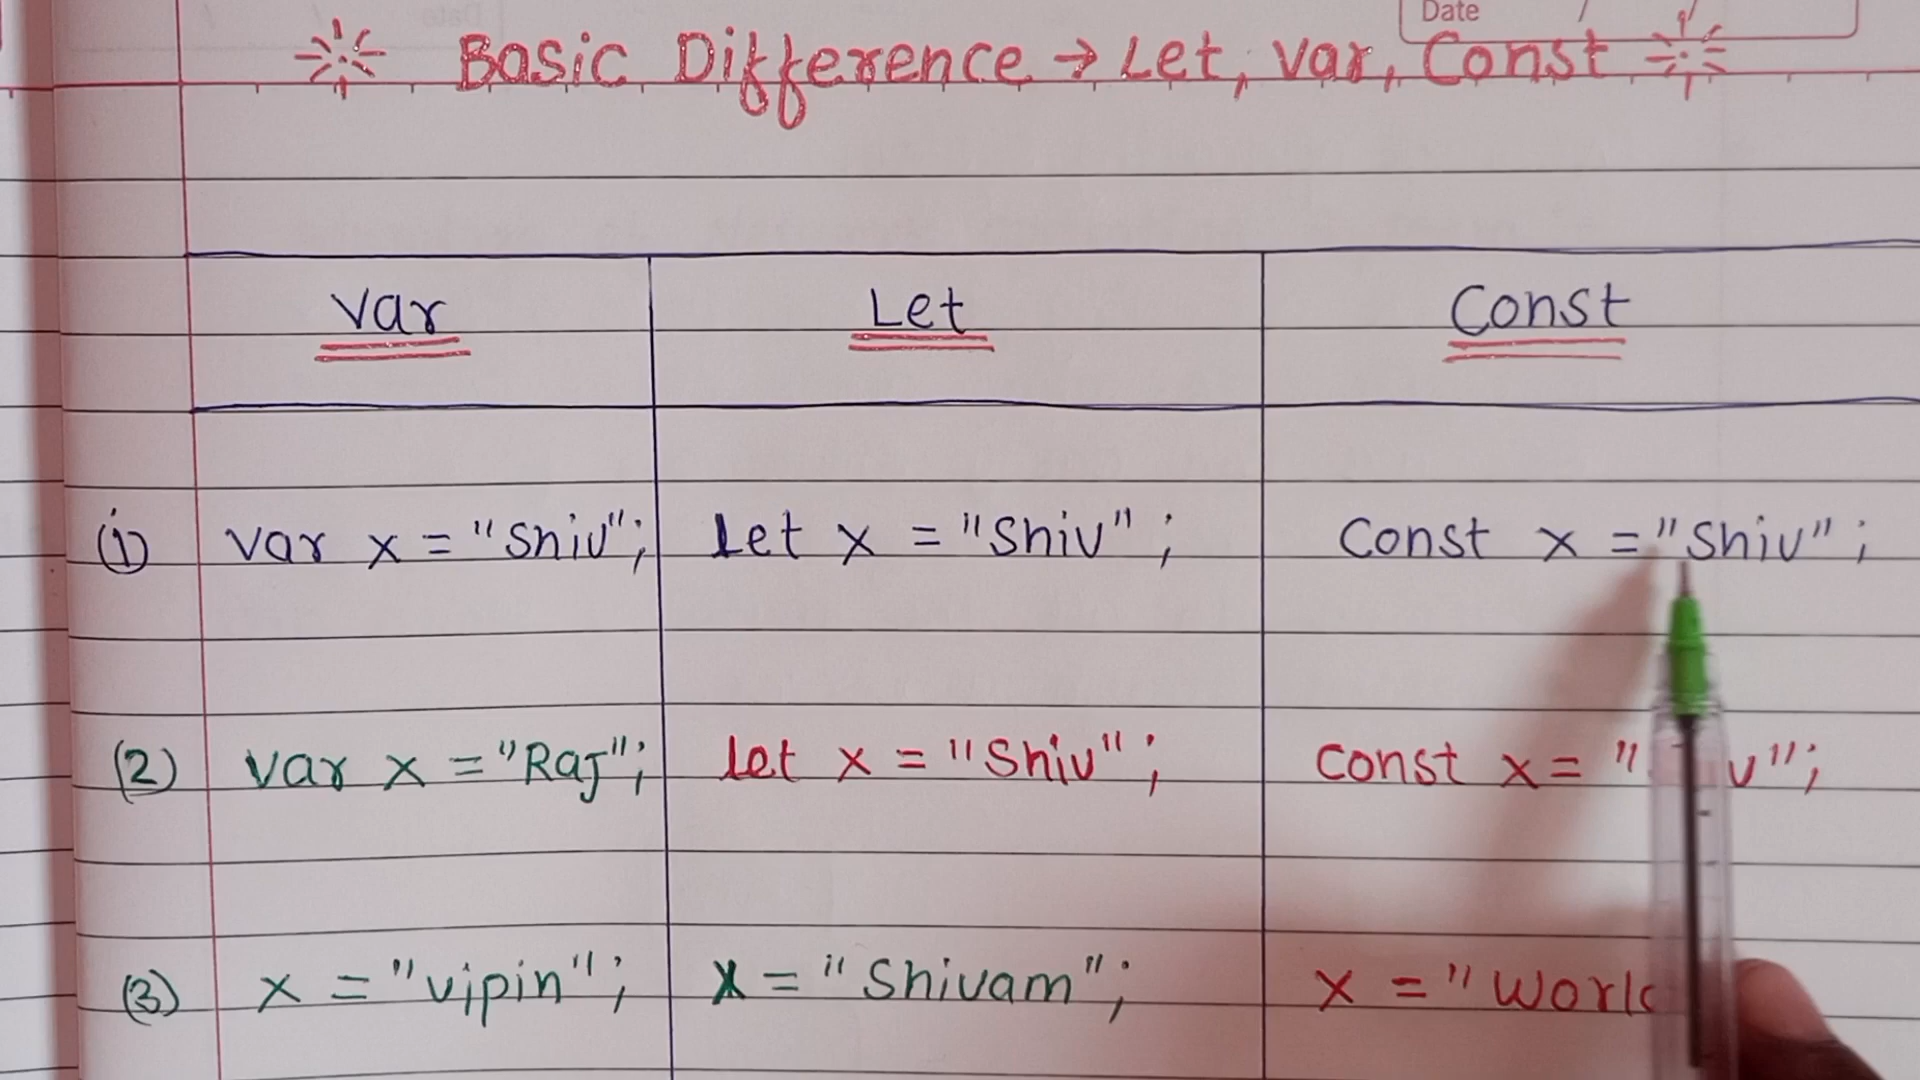 Date / /
Basic Difference → Let, Var, Const
Var Let Const
(1) Var x = "Shiv"; Let x = "Shiv"; Const x = "Shiv";
(2) Var x = "Raj"; let x = "Shiv"; Const x = "
(3) x = "vipin"; x = "Shivam"; x = "